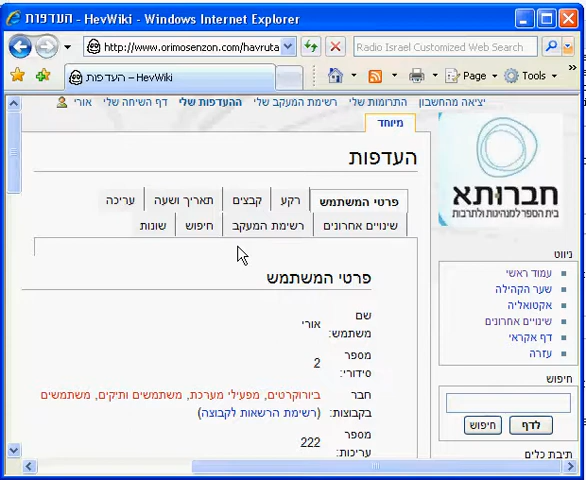 העדפות - HevWiki - Windows Internet Explorer
http://www.orimosenzon.com/havruta
Radio Israel Customized Web Search
העדפות – HevWiki
Page
Tools
אורי דף השיחה שלי ההעדפות שלי רשימת המעקב שלי התרומות שלי יציאה מהחשבון
מיוחד
העדפות
פרטי המשתמש רקע קבצים תאריך ושעה עריכה
שינויים אחרונים רשימת המעקב חיפוש שונות
פרטי המשתמש
שם משתמש: אורי
מספר סידורי: 2
חבר בקבוצות: ביורוקרטים, מפעילי מערכת, משתמשים ותיקים, משתמשים
(רשימת הרשאות לקבוצה)
מספר עריכות: 222
חברותא
בית הספר למנהיגות ולתרבות
ניווט
עמוד ראשי
שער הקהילה
אקטואליה
שינויים אחרונים
דף אקראי
עזרה
חיפוש
לדף חיפוש
תיבת כלים